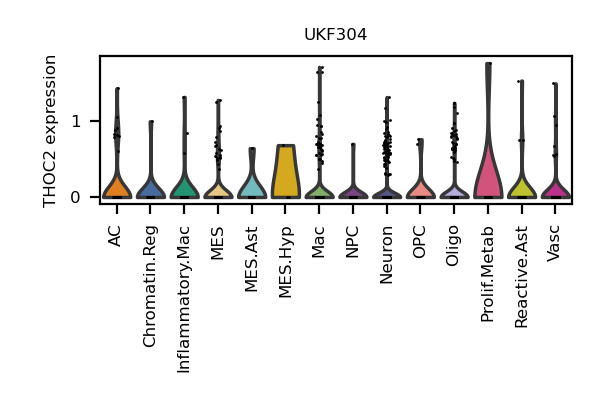 UKF304
THOC2 expression
1
0
AC
Chromatin.Reg
Inflammatory.Mac
MES
MES.Ast
MES.Hyp
Mac
NPC
Neuron
OPC
Oligo
Prolif.Metab
Reactive.Ast
Vasc